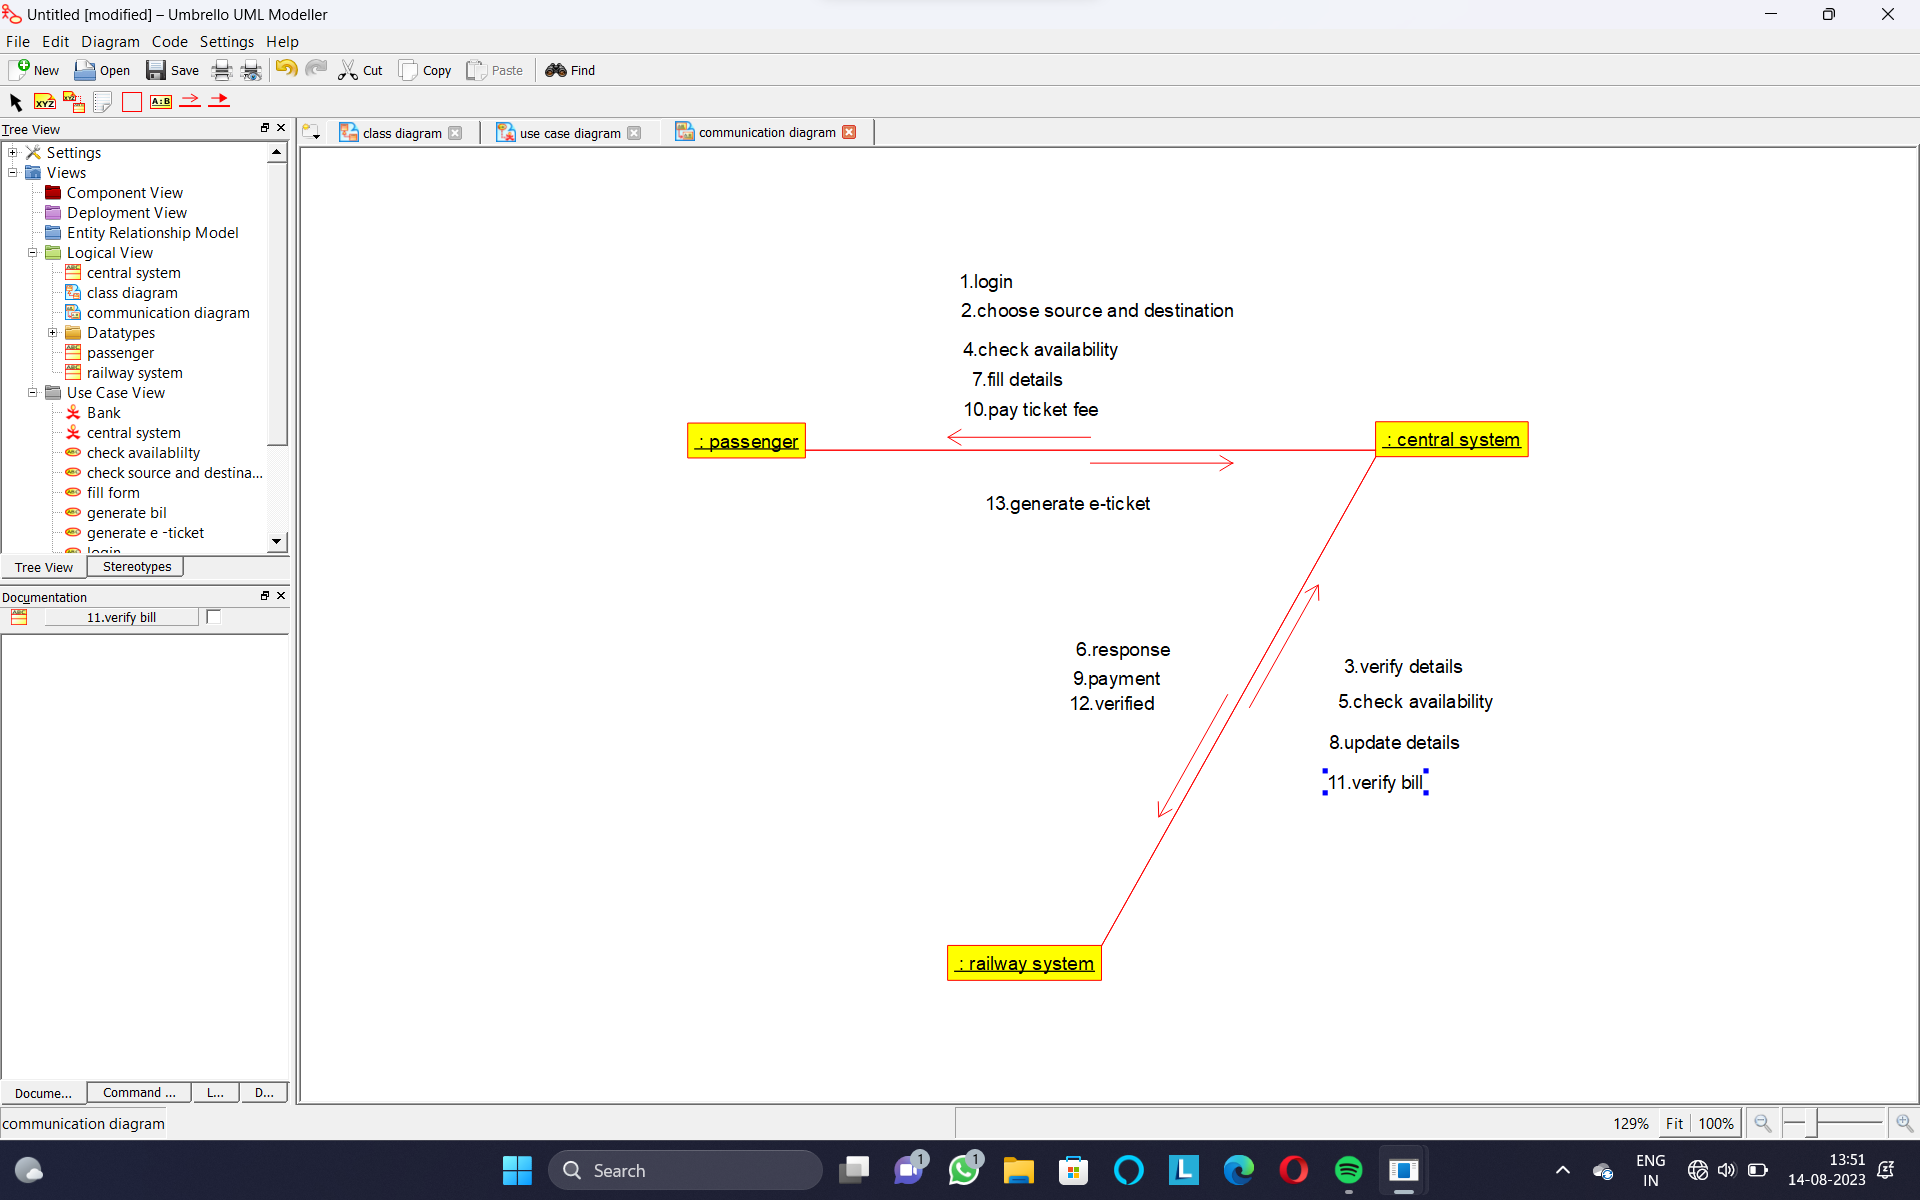 Untitled [modified] – Umbrello UML Modeller
File Edit Diagram Code Settings Help
New Open Save Cut Copy Paste Find
XYZ XYZ A:B
Tree View
class diagram use case diagram communication diagram
Settings
Views
Component View
Deployment View
Entity Relationship Model
Logical View
central system
class diagram
communication diagram
Datatypes
passenger
railway system
Use Case View
Bank
central system
check availablilty
check source and destina...
fill form
generate bil
generate e -ticket
login
Tree View Stereotypes
Documentation
11.verify bill
Docume... Command ... L... D...
1.login
2.choose source and destination
4.check availability
7.fill details
10.pay ticket fee
: passenger
: central system
13.generate e-ticket
6.response
9.payment
12.verified
3.verify details
5.check availability
8.update details
11.verify bill
: railway system
communication diagram
129% Fit 100%
Search
1
1
L
ENG
IN
13:51
14-08-2023